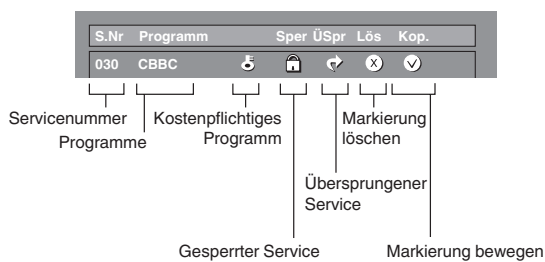 S.Nr Programm Sper ÜSpr Lös Kop.
030 CBBC
Servicenummer
Programme
Kostenpflichtiges
Programm
Markierung
löschen
Übersprungener
Service
Gesperrter Service
Markierung bewegen